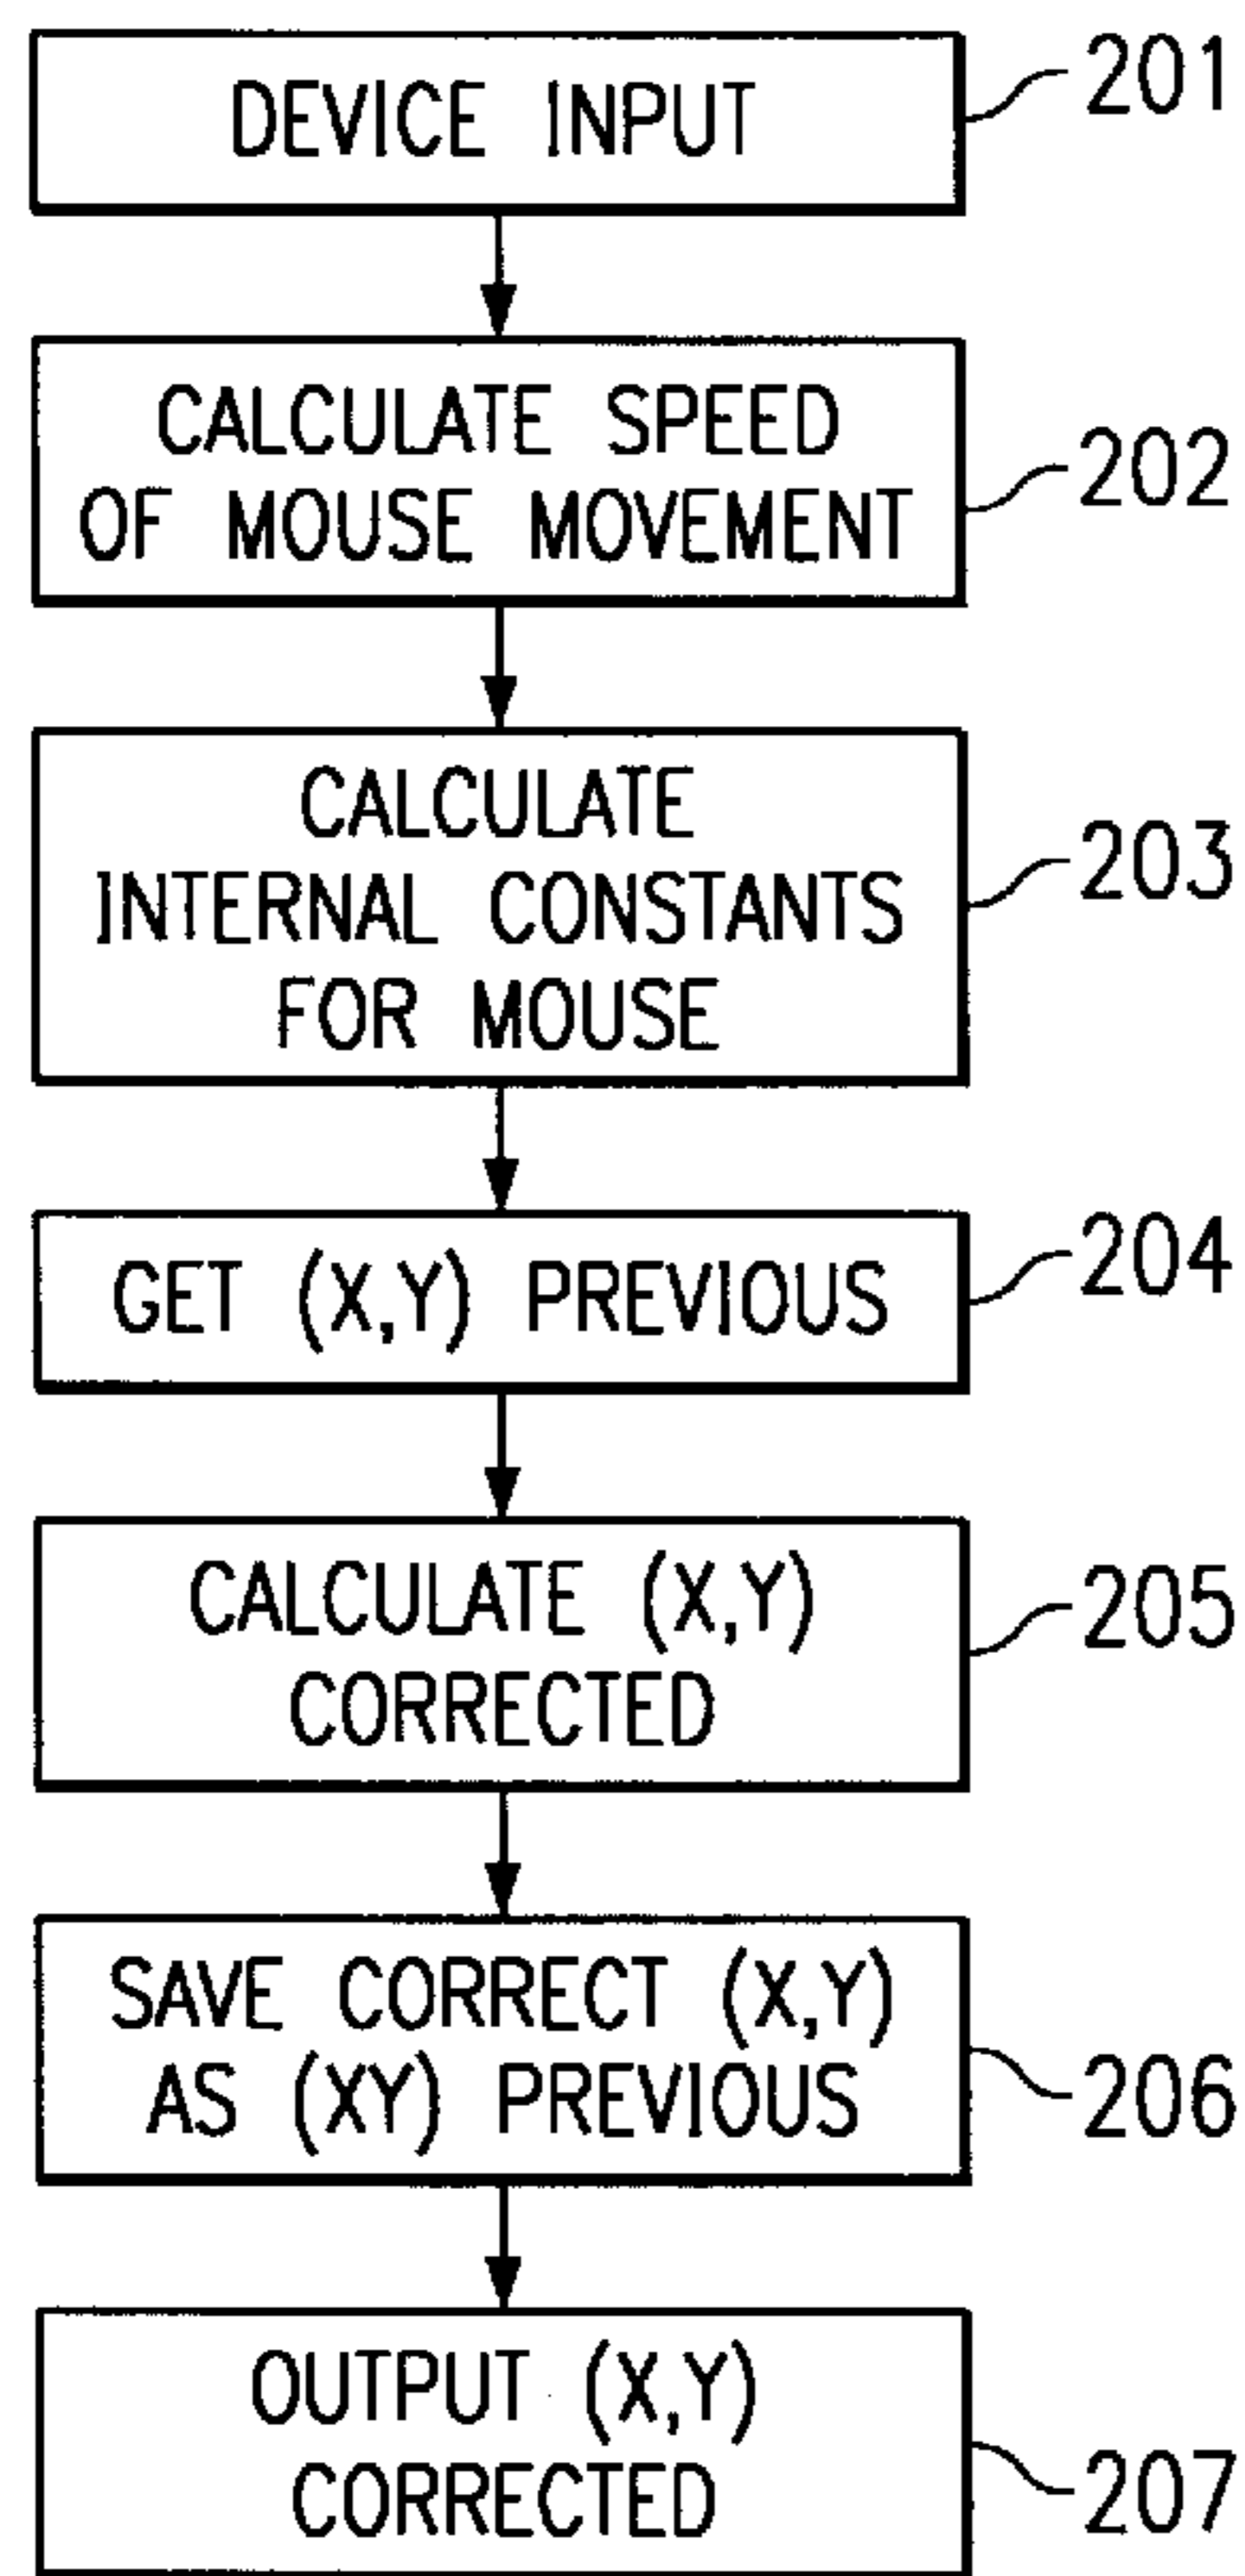 DEVICE INPUT
201
CALCULATE SPEED
OF MOUSE MOVEMENT
202
CALCULATE
INTERNAL CONSTANTS
FOR MOUSE
203
GET (X,Y) PREVIOUS
204
CALCULATE (X,Y)
CORRECTED
205
SAVE CORRECT (X,Y)
AS (XY) PREVIOUS
206
OUTPUT (X,Y)
CORRECTED
207